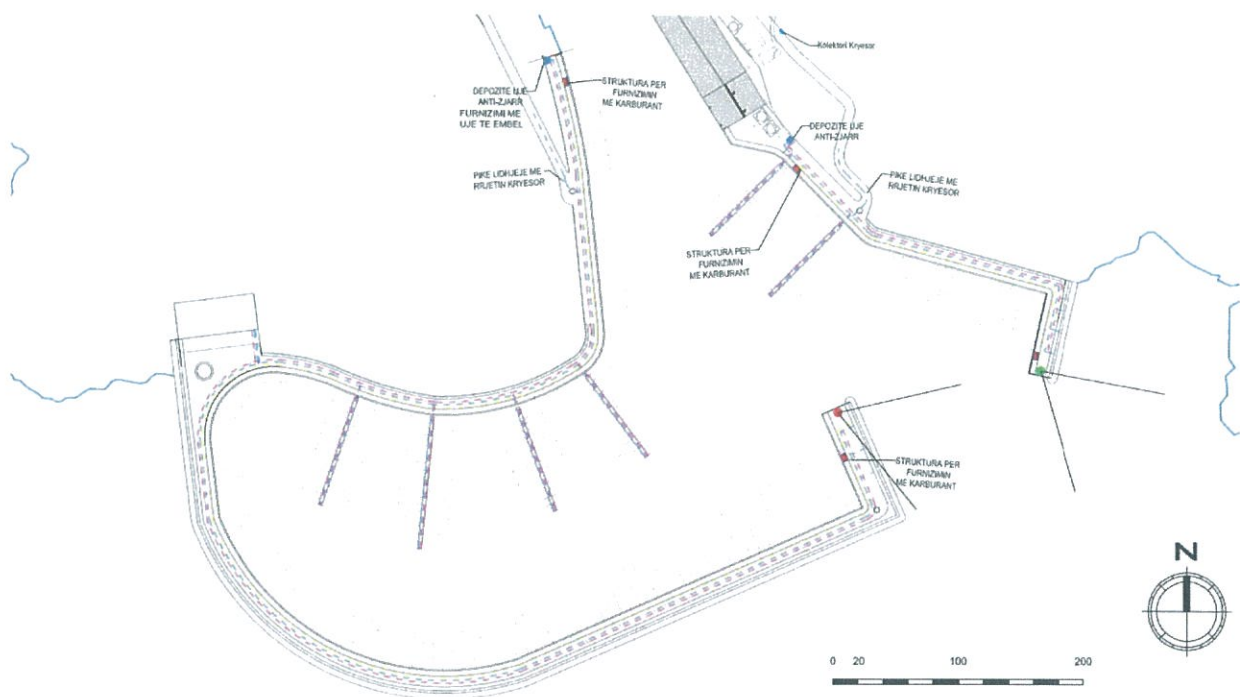 Kolektori Kryesor
DEPOZITE UJE
ANTI-ZJARR
FURNIZIMI ME
UJE TE EMBEL
STRUKTURA PER
FURNIZIMIN
ME KARBURANT
DEPOZITE UJE
ANTI-ZJARR
PIKE LIDHJEJE ME
RRJETIN KRYESOR
PIKE LIDHJEJE ME
RRJETIN KRYESOR
STRUKTURA PER
FURNIZIMIN
ME KARBURANT
STRUKTURA PER
FURNIZIMIN
ME KARBURANT
N
0 20 100 200